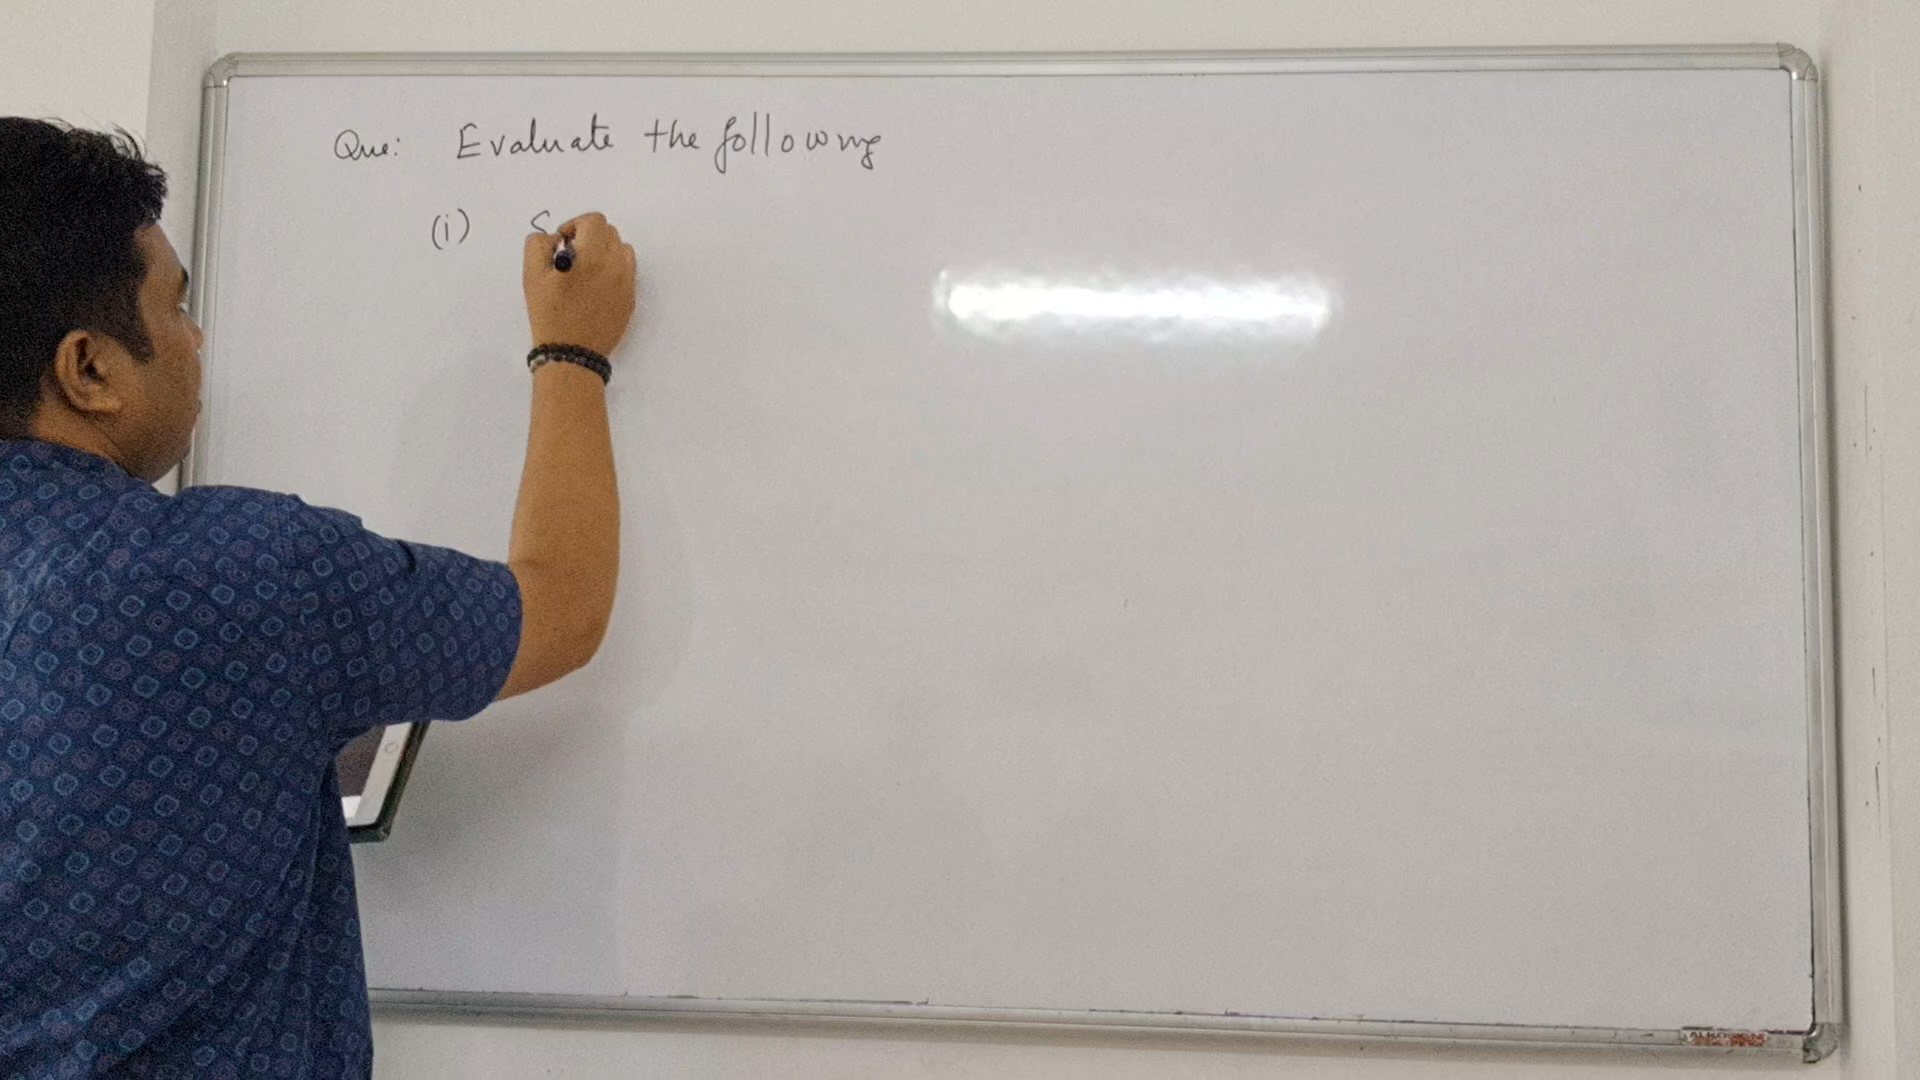 Que: Evaluate the following
(i) S